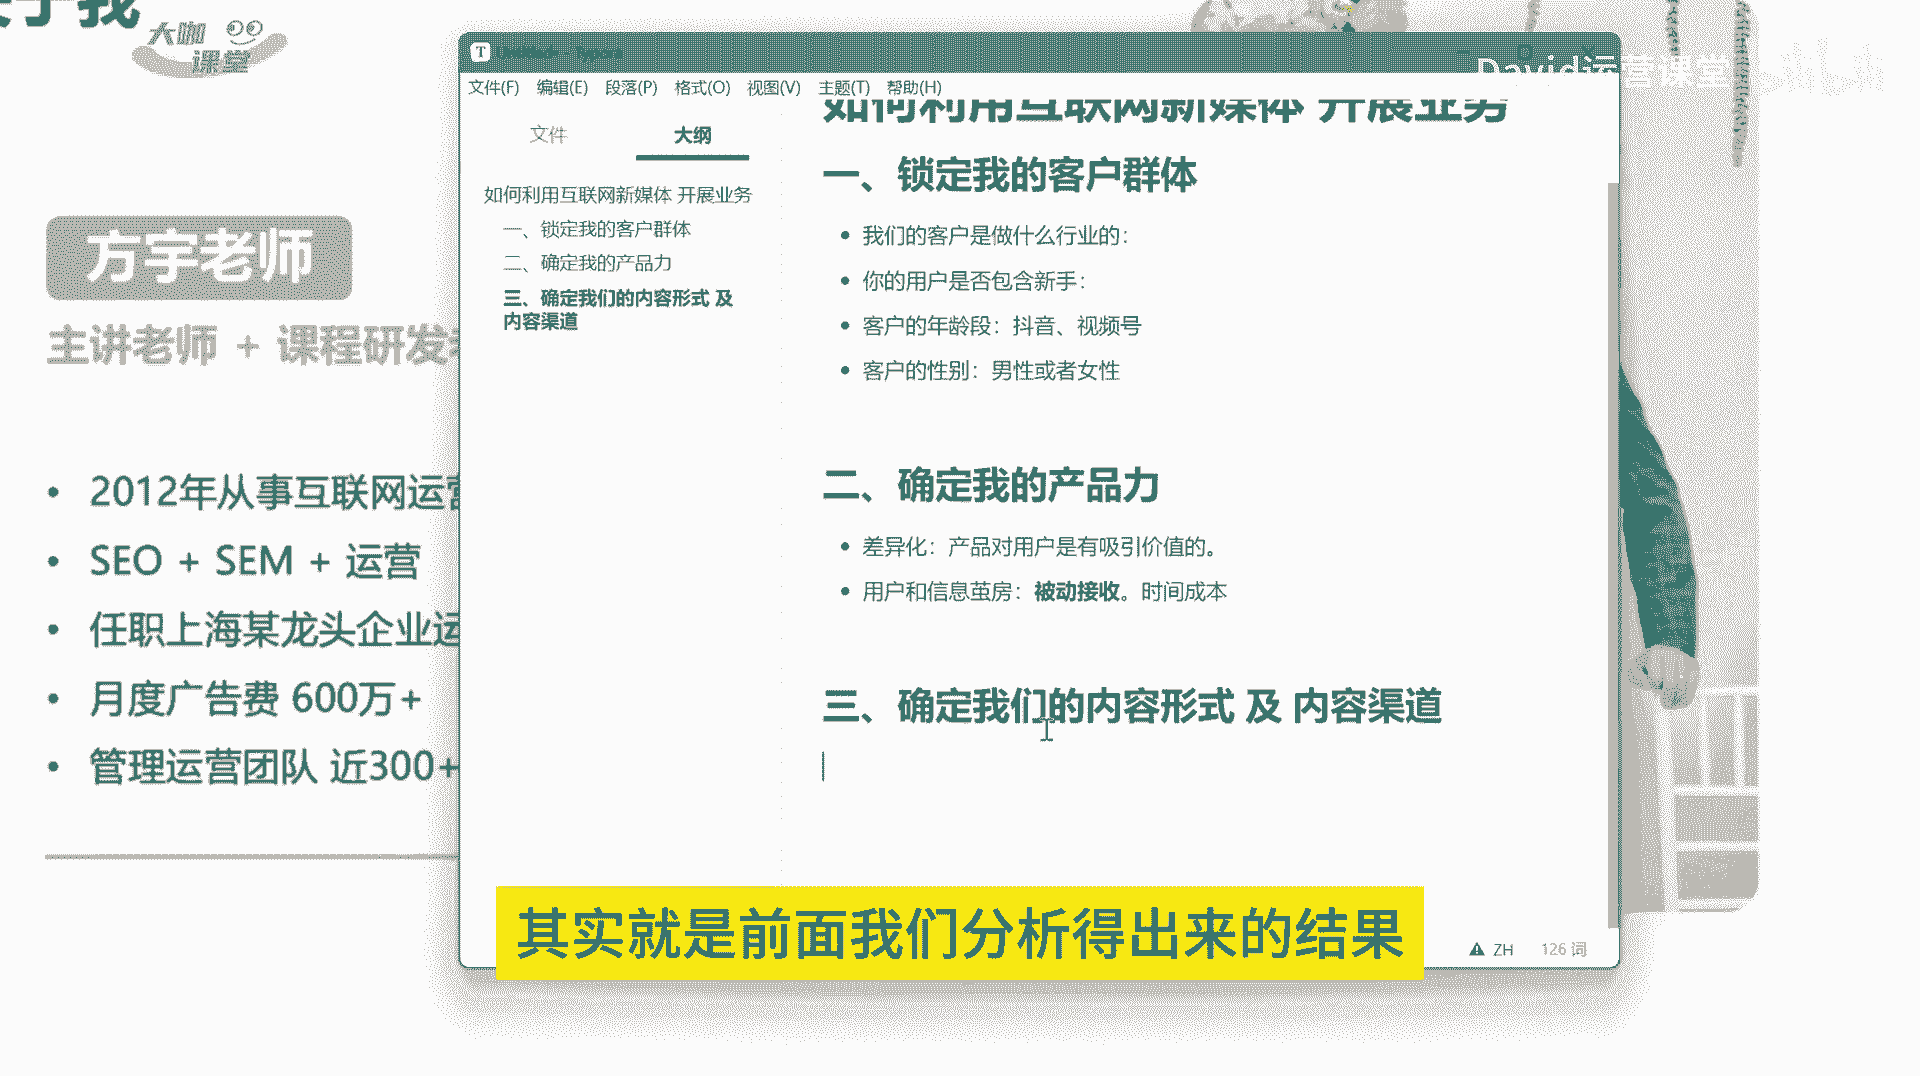 于我
大咖
课堂
方宇老师
主讲老师 + 课程研发
• 2012年从事互联网运营
• SEO + SEM + 运营
• 任职上海某龙头企业运
• 月度广告费 600万+
• 管理运营团队 近300+
David运营课堂
T
文件(F) 编辑(E) 段落(P) 格式(O) 视图(V) 主题(T) 帮助(H)
文件 大纲
如何利用互联网新媒体 开展业务
一、锁定我的客户群体
二、确定我的产品力
三、确定我们的内容形式 及
内容渠道
如何利用互联网新媒体 开展业务
一、锁定我的客户群体
• 我们的客户是做什么行业的：
• 你的用户是否包含新手：
• 客户的年龄段：抖音、视频号
• 客户的性别：男性或者女性
二、确定我的产品力
• 差异化：产品对用户是有吸引价值的。
• 用户和信息茧房：被动接收。时间成本
三、确定我们的内容形式 及 内容渠道
ZH 126 词
其实就是前面我们分析得出来的结果